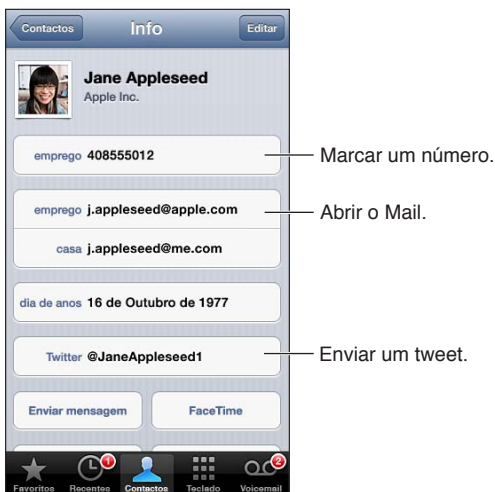 Contactos Info Editar
Jane Appleseed
Apple Inc.
emprego 408555012 Marcar um número.
emprego j.appleseed@apple.com Abrir o Mail.
casa j.appleseed@me.com
dia de anos 16 de Outubro de 1977
Twitter @JaneAppleseed1 Enviar um tweet.
Enviar mensagem FaceTime
1 2
Favoritos Recentes Contactos Teclado Voicemail